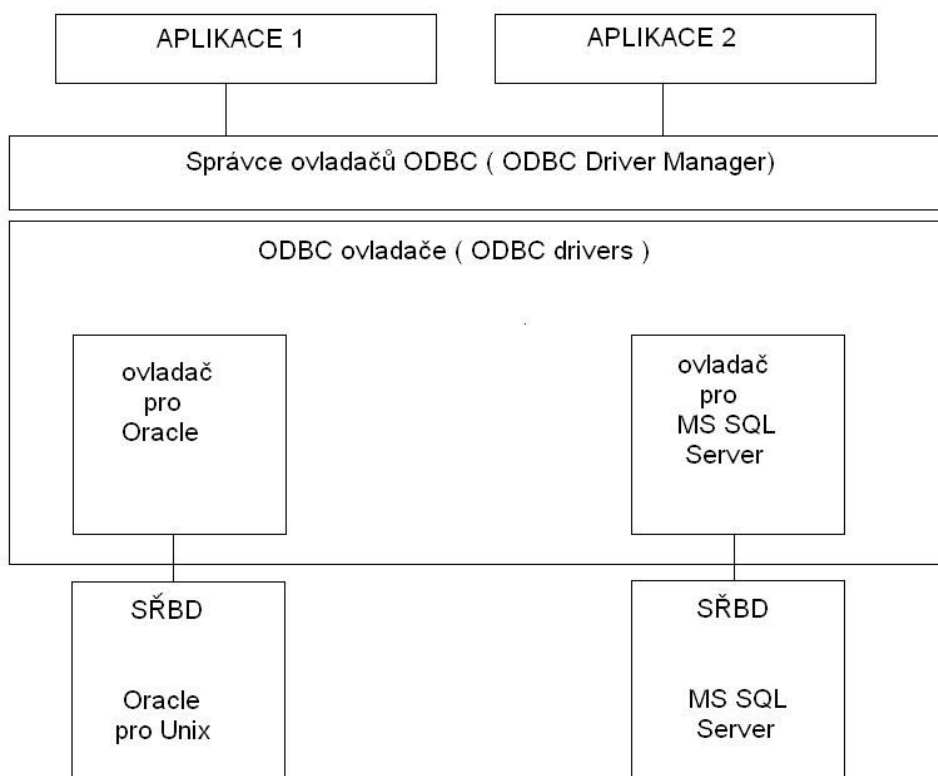 APLIKACE 1
APLIKACE 2
Správce ovladačů ODBC ( ODBC Driver Manager)
ODBC ovladače ( ODBC drivers )
ovladač
pro
Oracle
ovladač
pro
MS SQL
Server
SŘBD
Oracle
pro Unix
SŘBD
MS SQL
Server